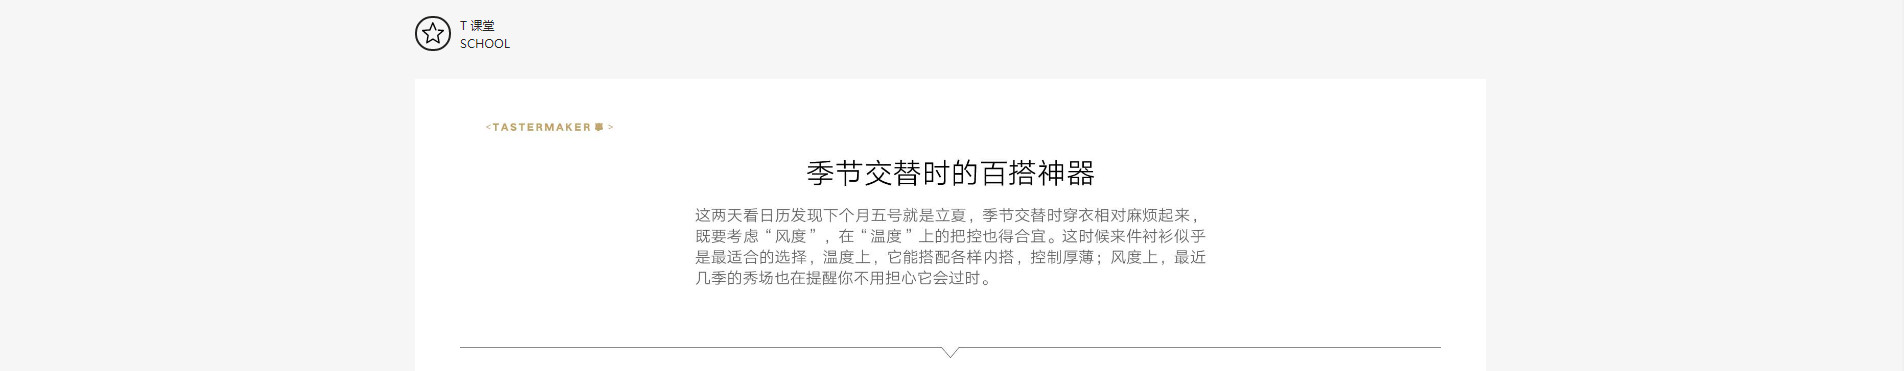 T 课堂
SCHOOL
<TASTERMAKER 事 >
季节交替时的百搭神器
这两天看日历发现下个月五号就是立夏，季节交替时穿衣相对麻烦起来，
既要考虑“风度”，在“温度”上的把控也得合宜。这时候来件衬衫似乎
是最适合的选择，温度上，它能搭配各样内搭，控制厚薄；风度上，最近
几季的秀场也在提醒你不用担心它会过时。